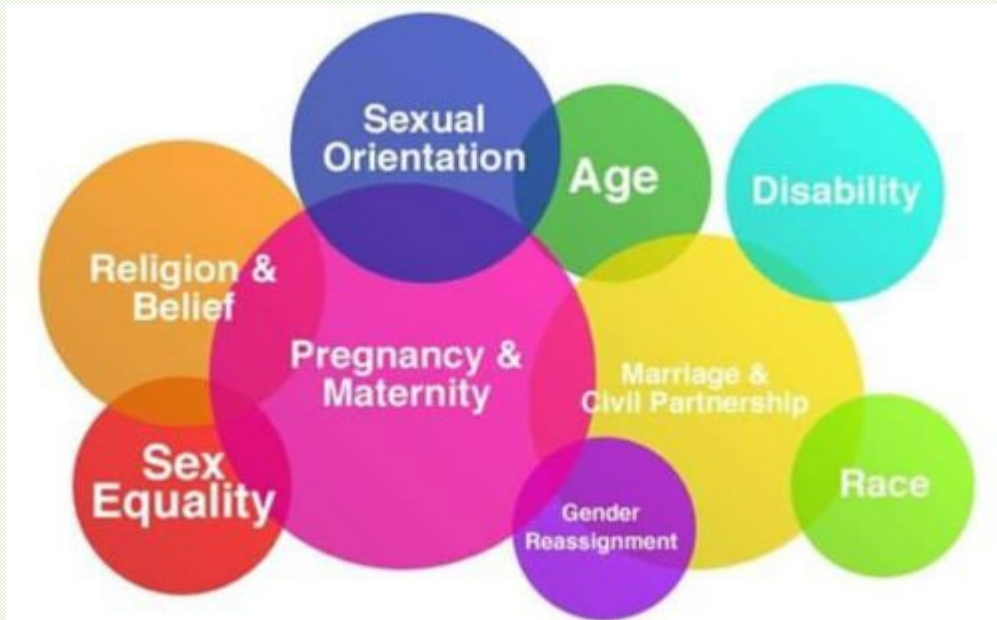 Sexual
Orientation
Age
Disability
Religion &
Belief
Pregnancy &
Maternity
Marriage &
Civil Partnership
Sex
Equality
Race
Gender
Reassignment